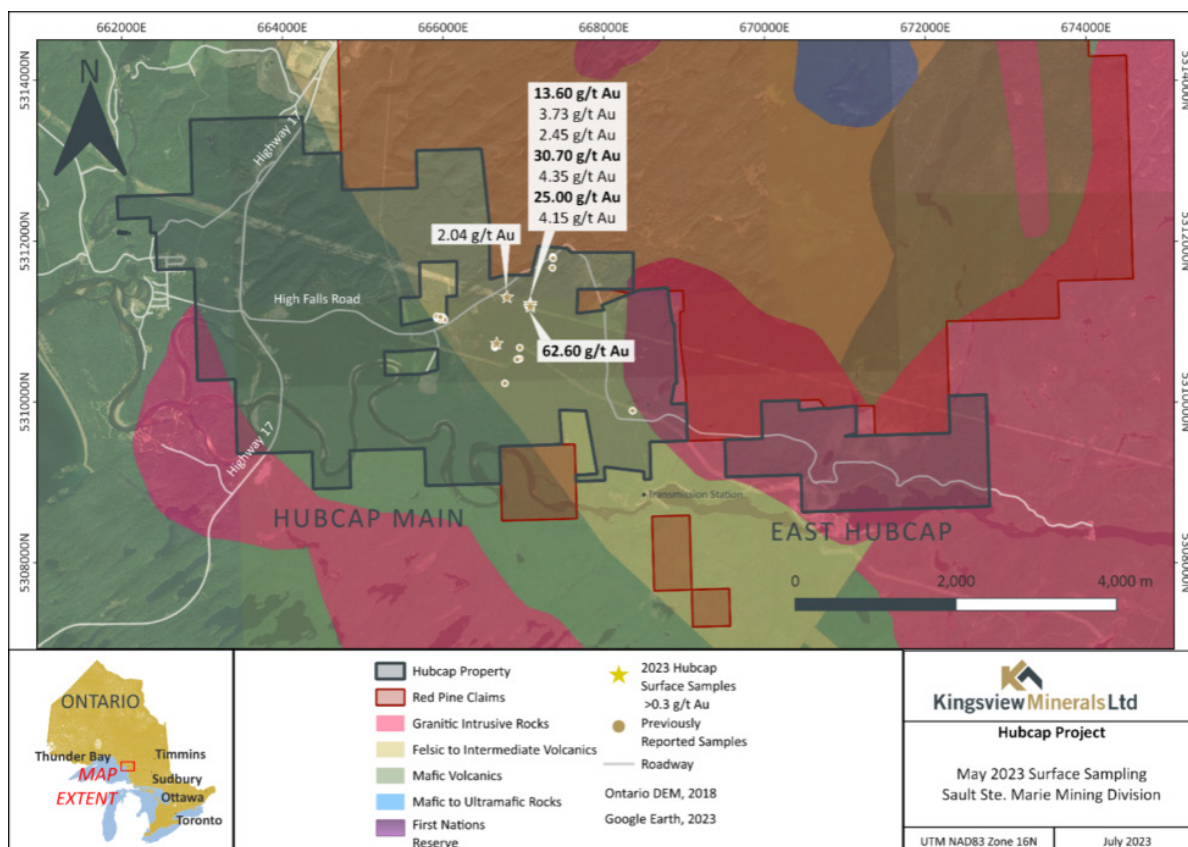 662000E
664000E
666000E
668000E
670000E
672000E
674000E
5314000N
5312000N
5310000N
5308000N
5314000N
5312000N
5310000N
5308000N
N
Highway 17
13.60 g/t Au
3.73 g/t Au
2.45 g/t Au
30.70 g/t Au
4.35 g/t Au
25.00 g/t Au
4.15 g/t Au
2.04 g/t Au
High Falls Road
62.60 g/t Au
Highway 17
Transmission Station
HUBCAP MAIN
EAST HUBCAP
0
2,000
4,000 m
ONTARIO
Thunder Bay
Timmins
MAP
EXTENT
Sudbury
Ottawa
Toronto
Hubcap Property
Red Pine Claims
Granitic Intrusive Rocks
Felsic to Intermediate Volcanics
Mafic Volcanics
Mafic to Ultramafic Rocks
First Nations
Reserve
2023 Hubcap
Surface Samples
>0.3 g/t Au
Previously
Reported Samples
Roadway
Ontario DEM, 2018
Google Earth, 2023
Kingsview Minerals Ltd
Hubcap Project
May 2023 Surface Sampling
Sault Ste. Marie Mining Division
UTM NAD83 Zone 16N
July 2023